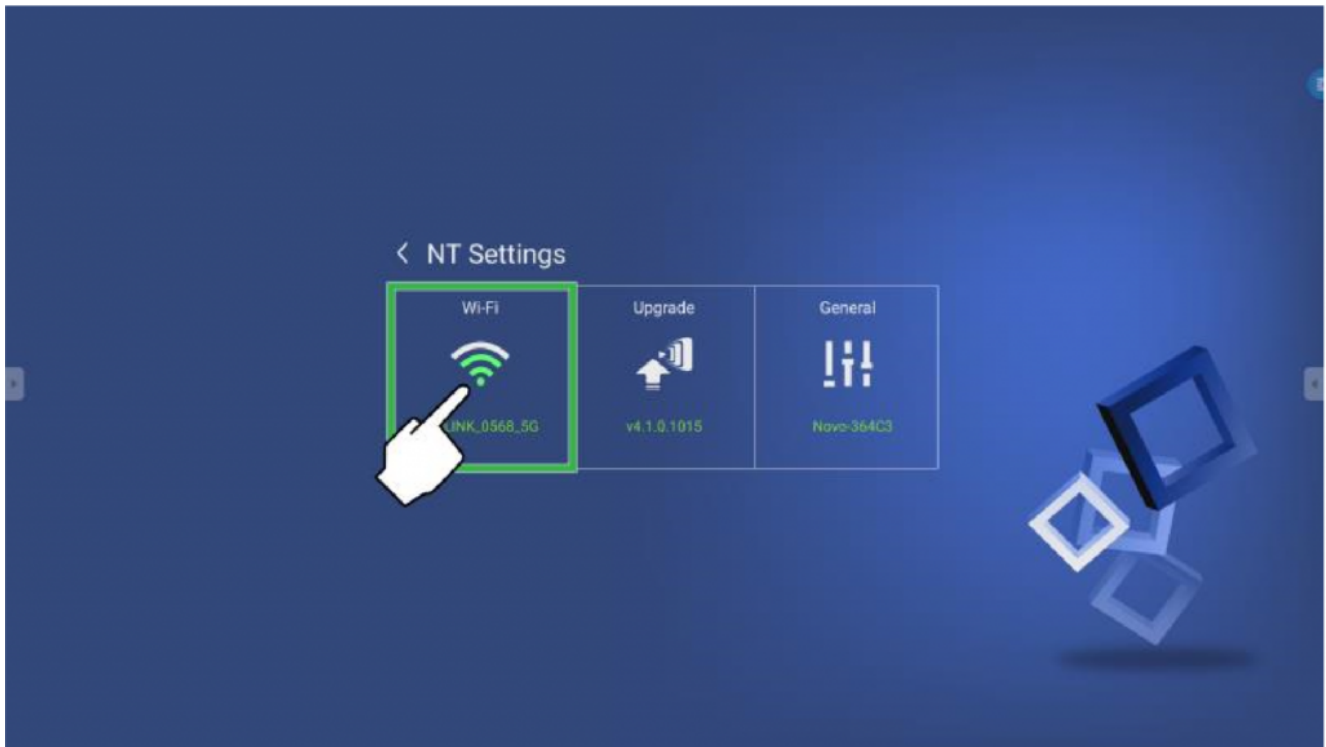 NT Settings
Wi-Fi
Upgrade
General
LINK_0568_5G
v4.1.0.1015
Novo-364C3